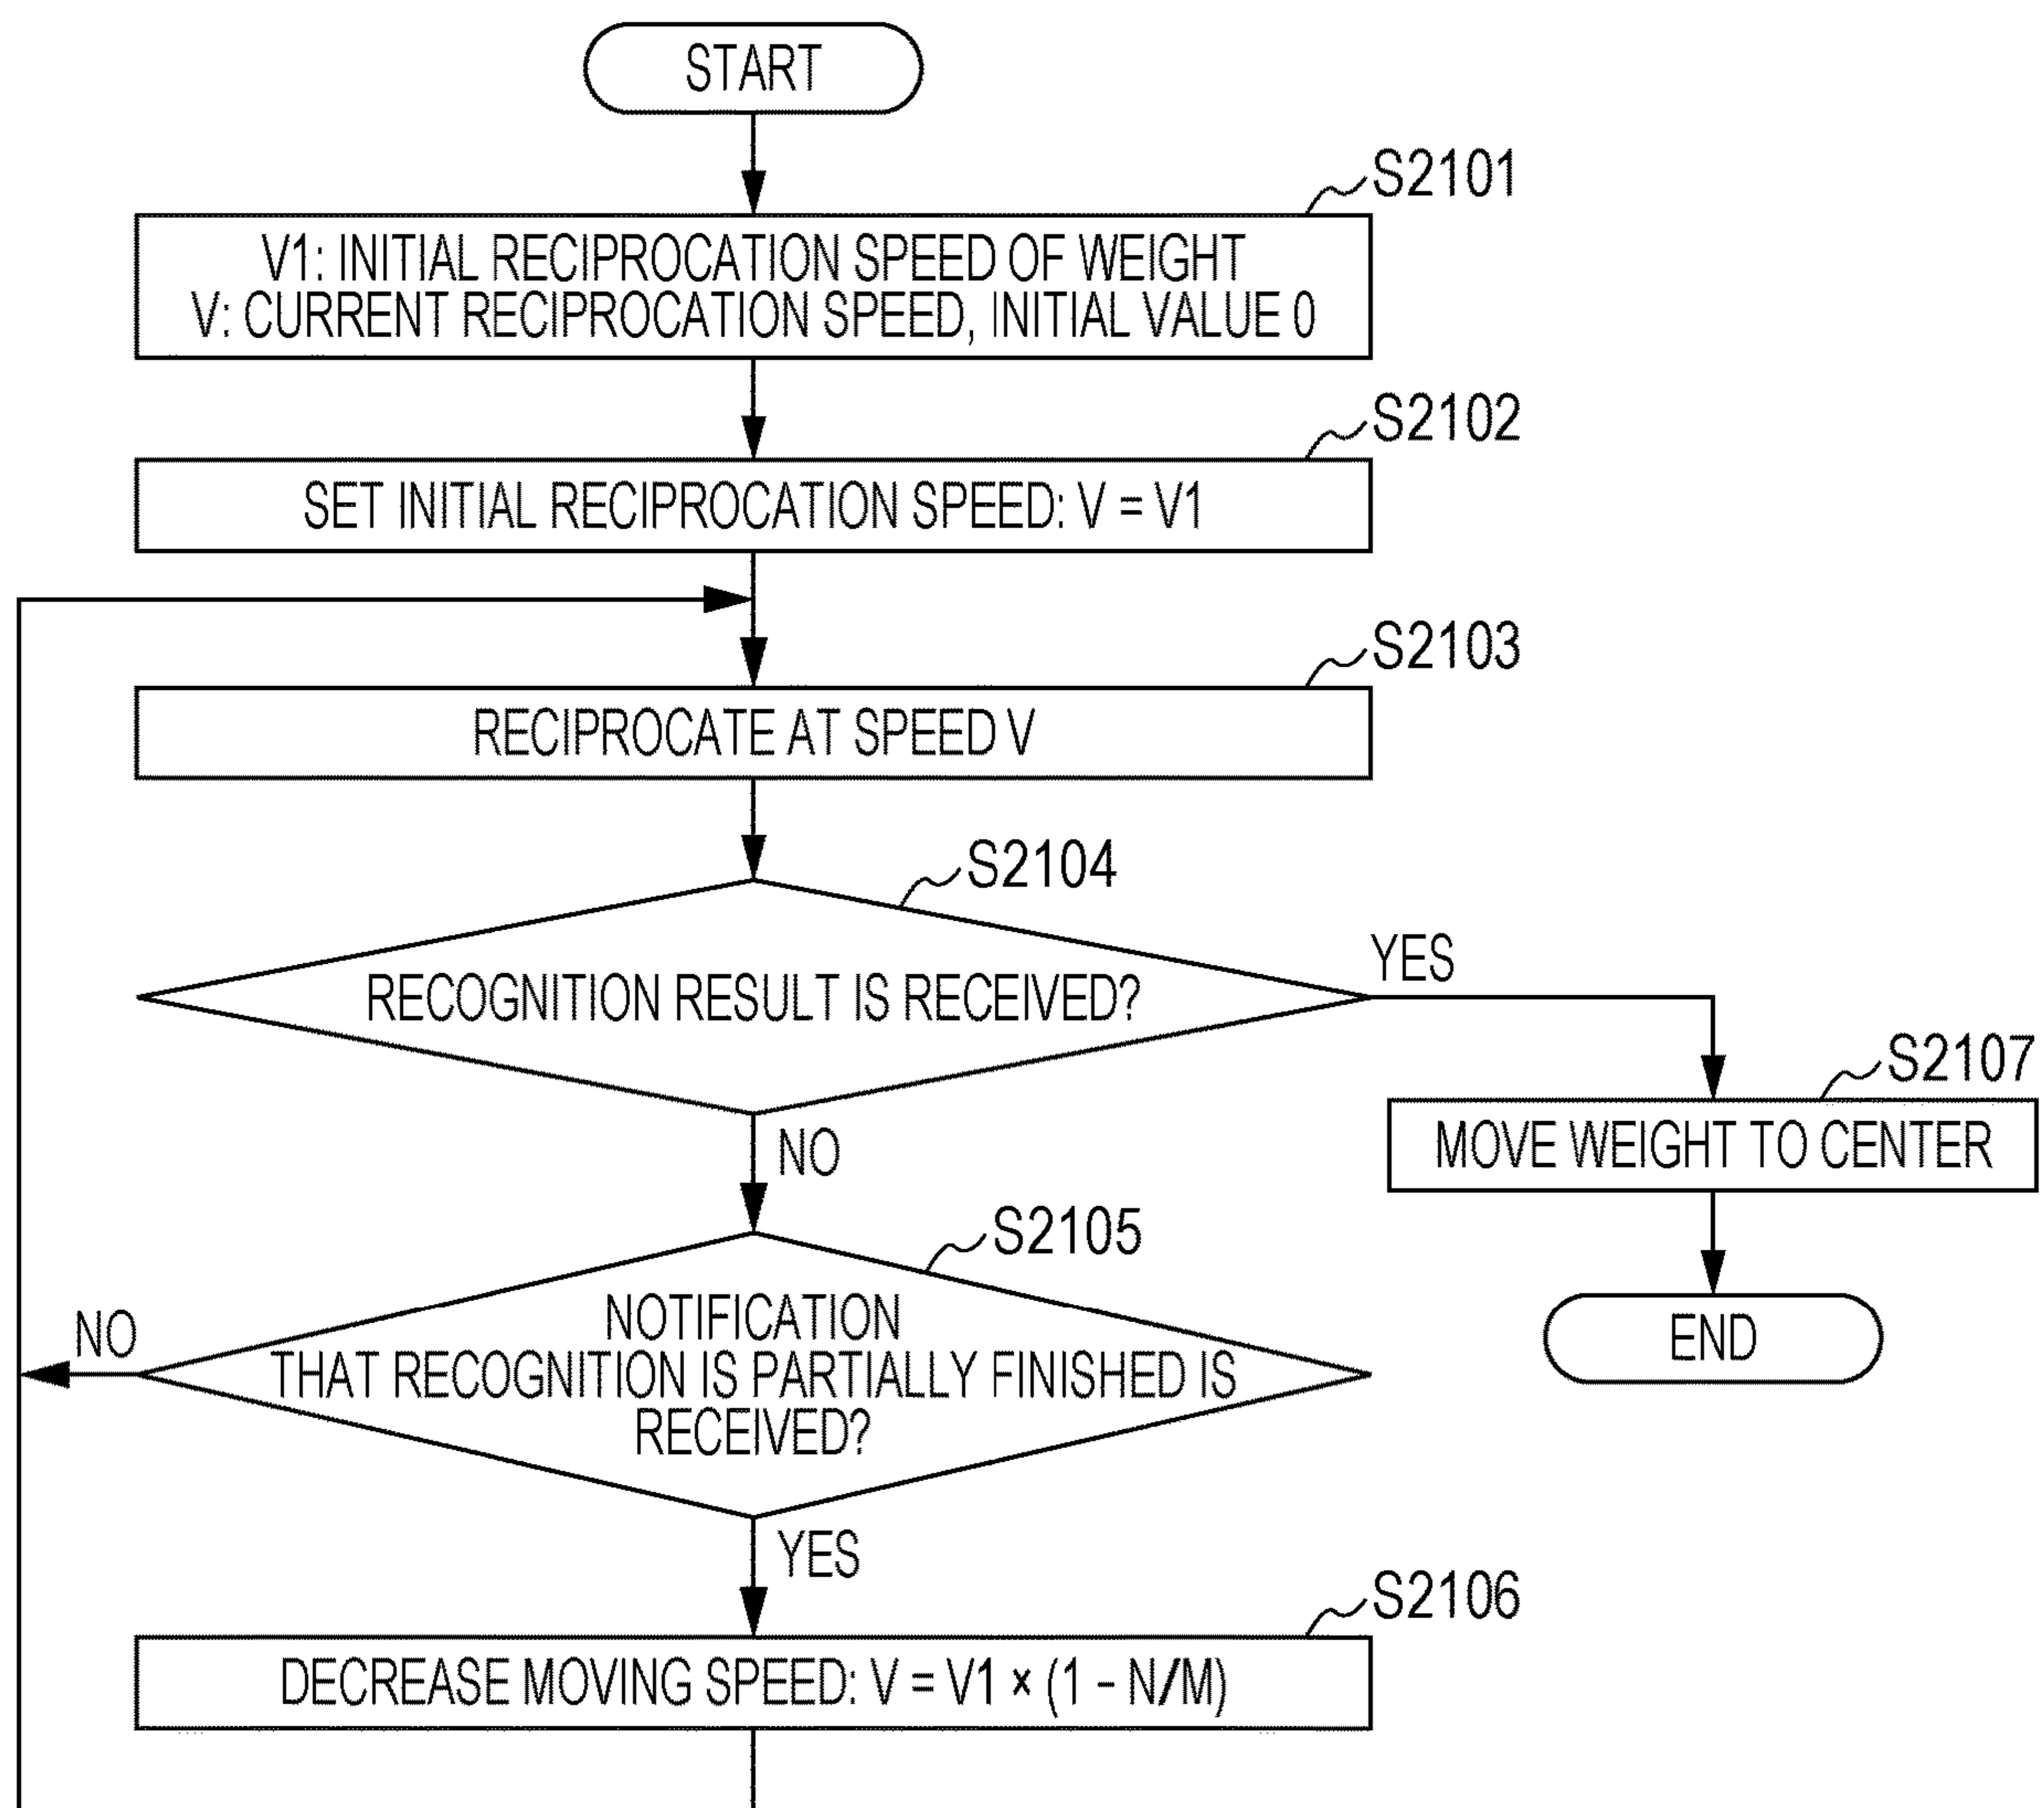 START
S2101
V1: INITIAL RECIPROCATION SPEED OF WEIGHT
V: CURRENT RECIPROCATION SPEED, INITIAL VALUE 0
S2102
SET INITIAL RECIPROCATION SPEED: V = V1
S2103
RECIPROCATE AT SPEED V
S2104
RECOGNITION RESULT IS RECEIVED?
YES
S2107
MOVE WEIGHT TO CENTER
END
NO
S2105
NOTIFICATION
THAT RECOGNITION IS PARTIALLY FINISHED IS
RECEIVED?
NO
YES
S2106
DECREASE MOVING SPEED: V = V1 × (1 - N/M)